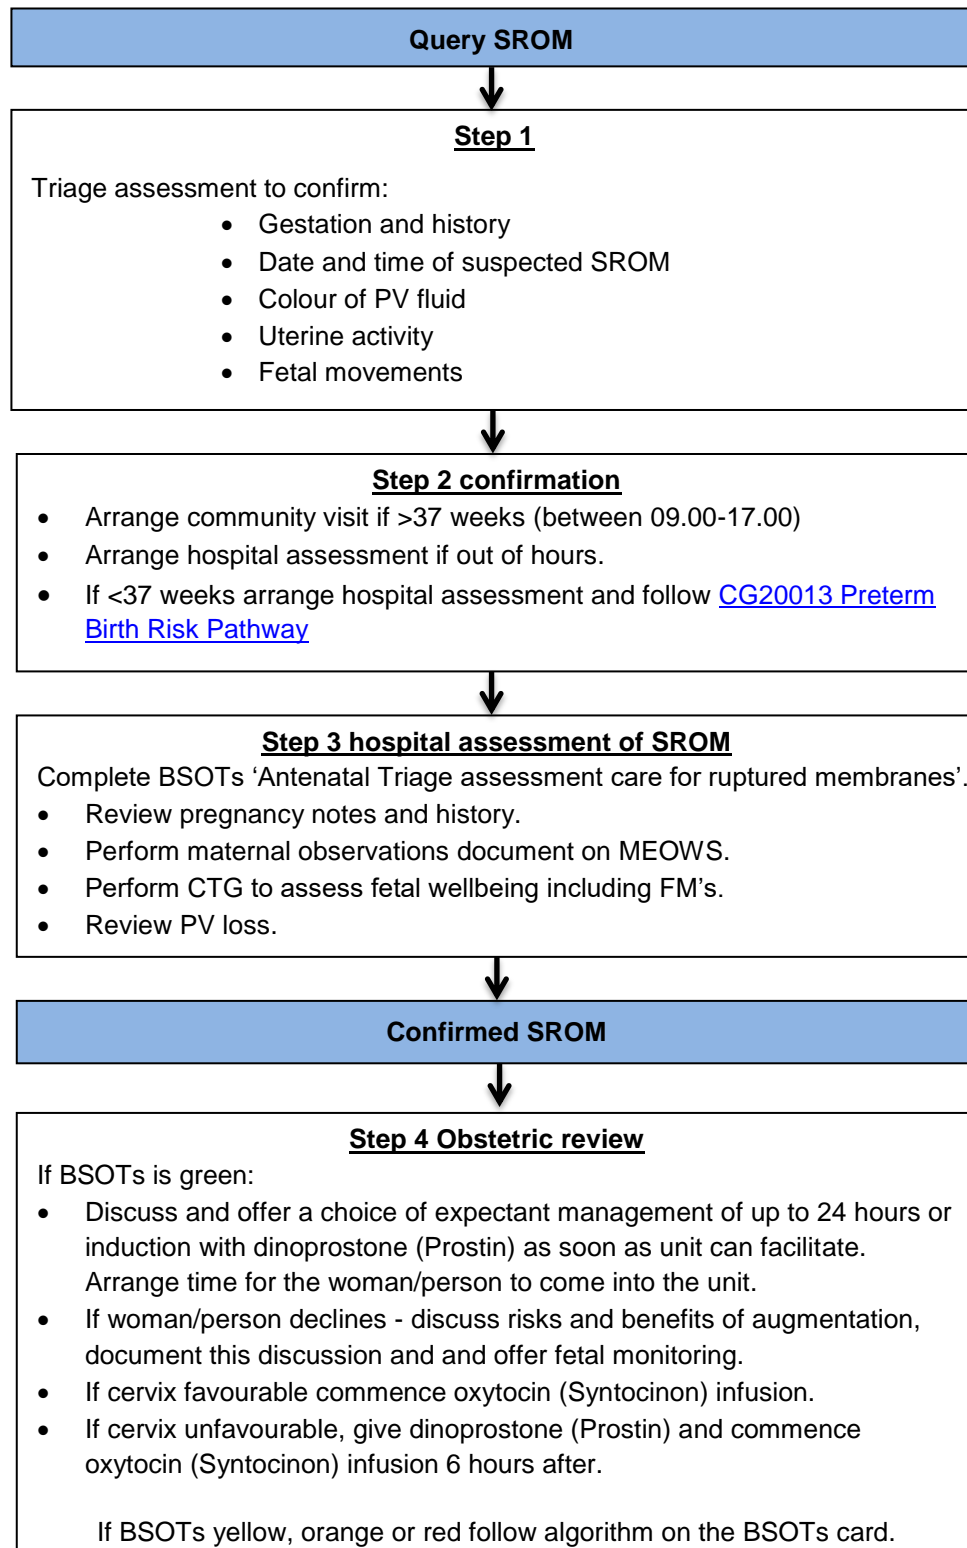 Query SROM
Step 1
Triage assessment to confirm:
• Gestation and history
• Date and time of suspected SROM
• Colour of PV fluid
• Uterine activity
• Fetal movements
Step 2 confirmation
• Arrange community visit if >37 weeks (between 09.00-17.00)
• Arrange hospital assessment if out of hours.
• If <37 weeks arrange hospital assessment and follow CG20013 Preterm
Birth Risk Pathway
Step 3 hospital assessment of SROM
Complete BSOTs ‘Antenatal Triage assessment care for ruptured membranes’.
• Review pregnancy notes and history.
• Perform maternal observations document on MEOWS.
• Perform CTG to assess fetal wellbeing including FM’s.
• Review PV loss.
Confirmed SROM
Step 4 Obstetric review
If BSOTs is green:
• Discuss and offer a choice of expectant management of up to 24 hours or
induction with dinoprostone (Prostin) as soon as unit can facilitate.
Arrange time for the woman/person to come into the unit.
• If woman/person declines - discuss risks and benefits of augmentation,
document this discussion and and offer fetal monitoring.
• If cervix favourable commence oxytocin (Syntocinon) infusion.
• If cervix unfavourable, give dinoprostone (Prostin) and commence
oxytocin (Syntocinon) infusion 6 hours after.
If BSOTs yellow, orange or red follow algorithm on the BSOTs card.